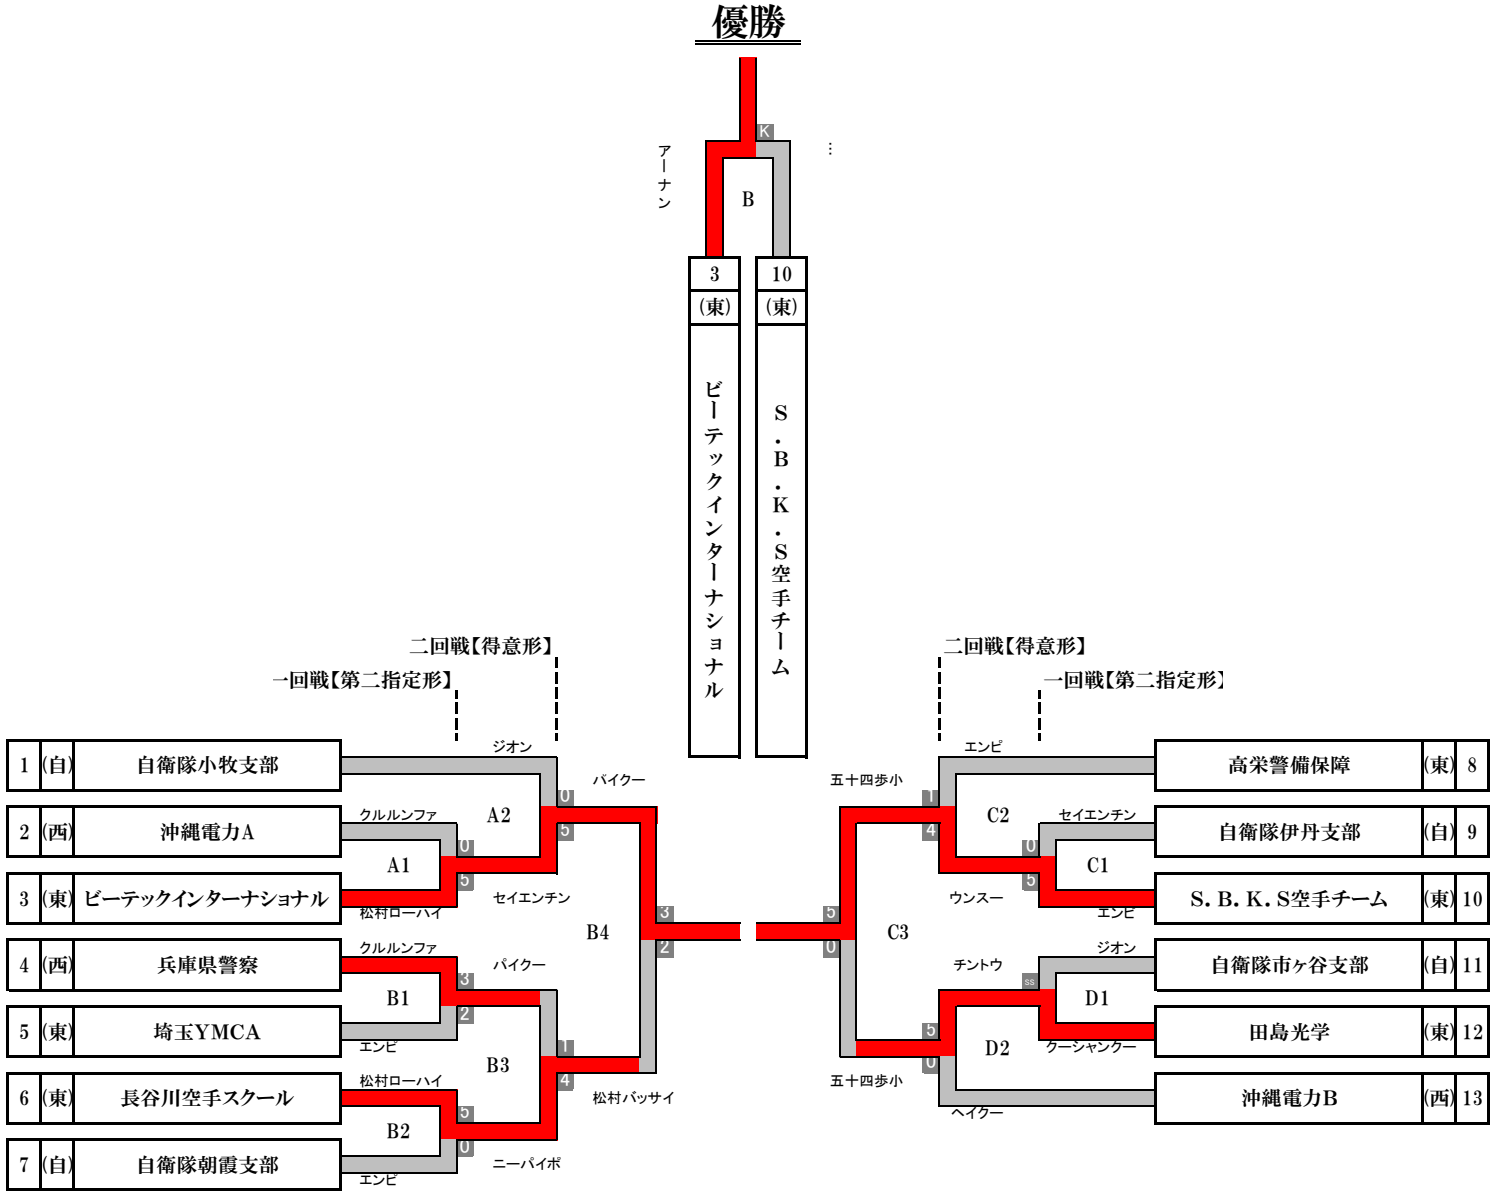 優勝
K
アーナン
…
B
3
(東)
ビーテックインターナショナル
10
(東)
S.B.K.S空手チーム
二回戦【得意形】
一回戦【第二指定形】
二回戦【得意形】
一回戦【第二指定形】
1 (自) 自衛隊小牧支部
2 (西) 沖縄電力A
3 (東) ビーテックインターナショナル
4 (西) 兵庫県警察
5 (東) 埼玉YMCA
6 (東) 長谷川空手スクール
7 (自) 自衛隊朝霞支部
ジオン
クルルンファ
0
A1
5
松村ローハイ
A2
0
5
バイクー
セイエンチン
クルルンファ
3
B1
2
エンピ
パイクー
松村ローハイ
5
B2
0
エンピ
ニーパイポ
B3
1
4
松村バッサイ
B4
3
2
5
0
C3
五十四歩小
1
4
C2
エンピ
セイエンチン
0
C1
5
エンピ
ウンスー
チントウ
ジオン
ss
D1
クーシャンクー
5
D2
0
五十四歩小
ヘイクー
高栄警備保障 (東) 8
自衛隊伊丹支部 (自) 9
S.B.K.S空手チーム (東) 10
自衛隊市ヶ谷支部 (自) 11
田島光学 (東) 12
沖縄電力B (西) 13